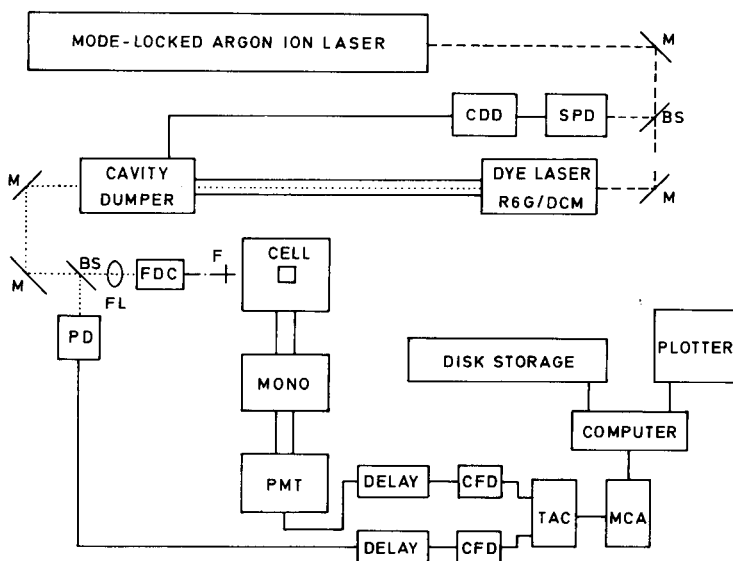 MODE-LOCKED ARGON ION LASER
M
CDD
SPD
BS
M
CAVITY
DUMPER
DYE LASER
R6G/DCM
M
M
BS
FL
FDC
F
CELL
PD
MONO
DISK STORAGE
PLOTTER
COMPUTER
PMT
DELAY
CFD
TAC
MCA
DELAY
CFD